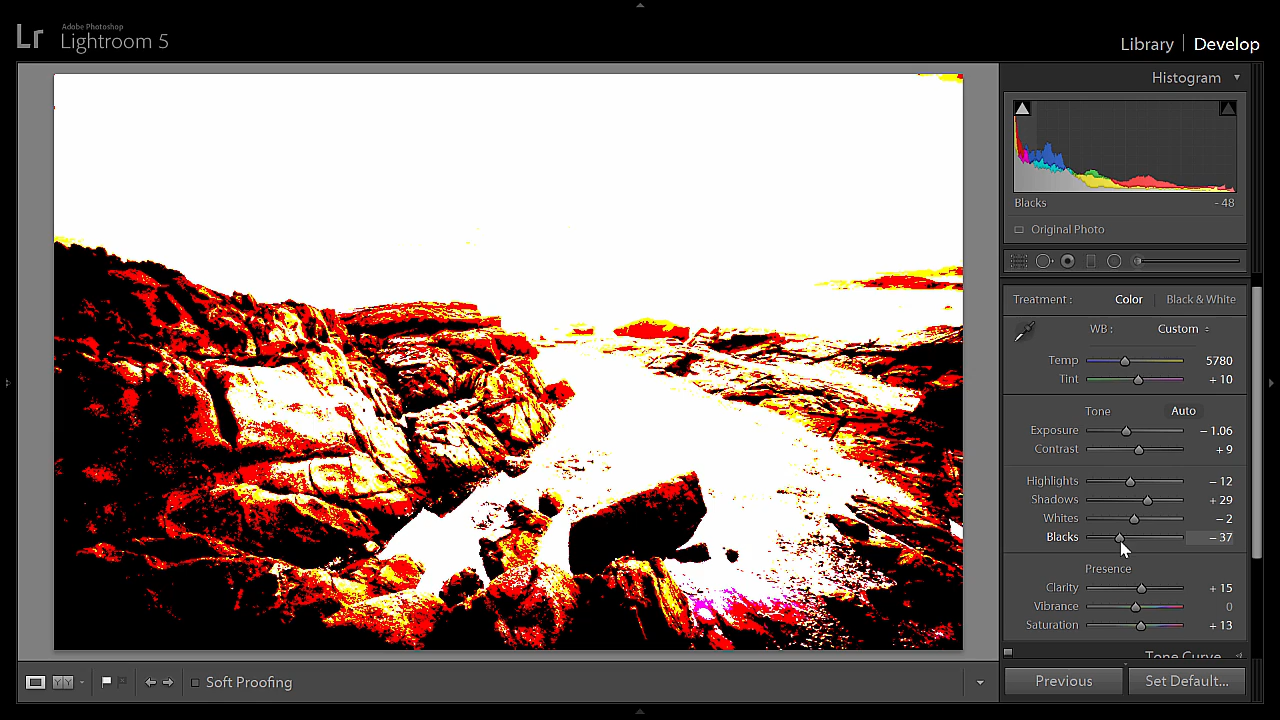 Lr
Adobe Photoshop
Lightroom 5
Library | Develop
Histogram
Blacks - 48
Original Photo
Treatment : Color | Black & White
WB : Custom
Temp 5780
Tint + 10
Tone Auto
Exposure − 1.06
Contrast + 9
Highlights − 12
Shadows + 29
Whites − 2
Blacks − 37
Presence
Clarity + 15
Vibrance 0
Saturation + 13
Tone Curve
Previous Set Default...
Y Y Soft Proofing